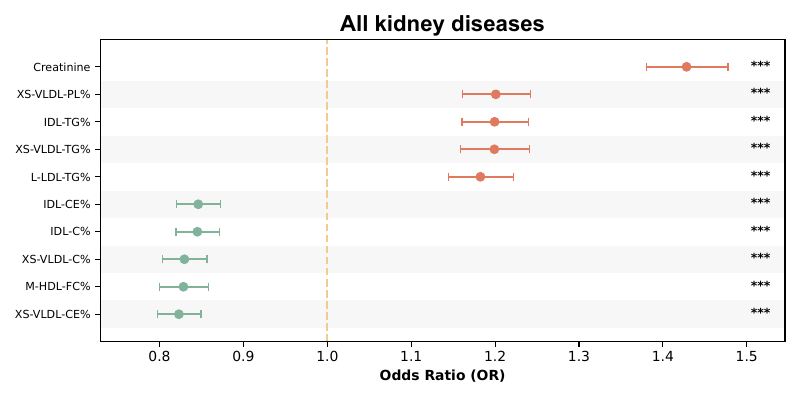 All kidney diseases
Creatinine ***
XS-VLDL-PL% ***
IDL-TG% ***
XS-VLDL-TG% ***
L-LDL-TG% ***
IDL-CE% ***
IDL-C% ***
XS-VLDL-C% ***
M-HDL-FC% ***
XS-VLDL-CE% ***
0.8 0.9 1.0 1.1 1.2 1.3 1.4 1.5
Odds Ratio (OR)